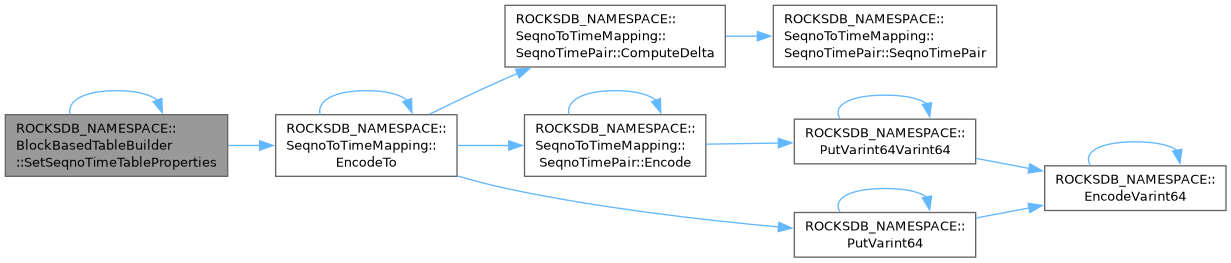 ROCKSDB_NAMESPACE::
BlockBasedTableBuilder
::SetSeqnoTimeTableProperties
ROCKSDB_NAMESPACE::
SeqnoToTimeMapping::
EncodeTo
ROCKSDB_NAMESPACE::
SeqnoToTimeMapping::
SeqnoTimePair::ComputeDelta
ROCKSDB_NAMESPACE::
SeqnoToTimeMapping::
SeqnoTimePair::SeqnoTimePair
ROCKSDB_NAMESPACE::
SeqnoToTimeMapping::
SeqnoTimePair::Encode
ROCKSDB_NAMESPACE::
PutVarint64Varint64
ROCKSDB_NAMESPACE::
PutVarint64
ROCKSDB_NAMESPACE::
EncodeVarint64